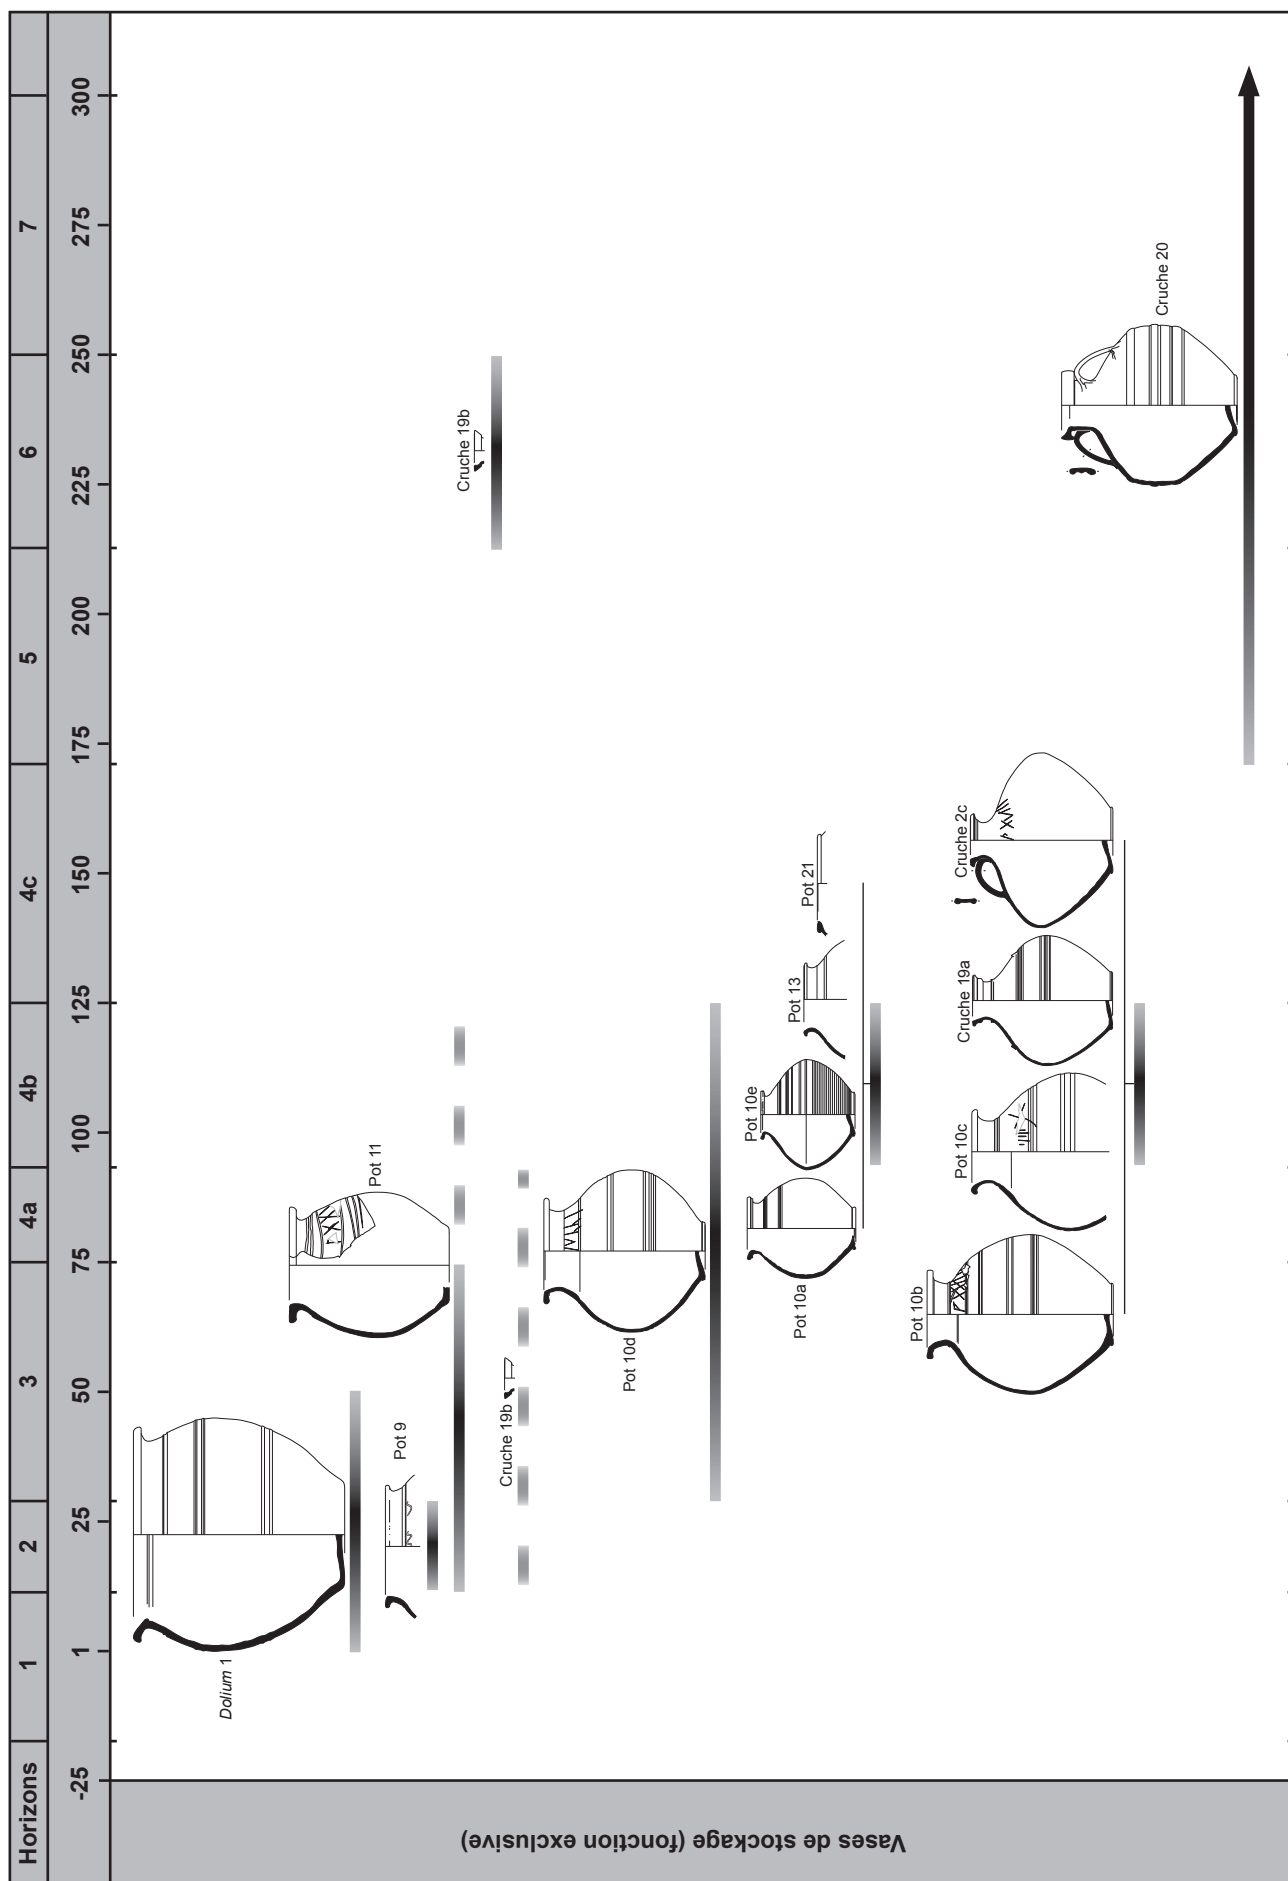 Horizons 1 2 3 4a 4b 4c 5 6 7
-25 1 25 50 75 100 125 150 175 200 225 250 275 300
Vases de stockage (fonction exclusive)
Dolium 1
Pot 9
Pot 11
Cruche 19b
Cruche 19b
Pot 10d
Pot 10a
Pot 10e
Pot 13
Pot 21
Pot 10b
Pot 10c
Cruche 19a
Cruche 2c
Cruche 20